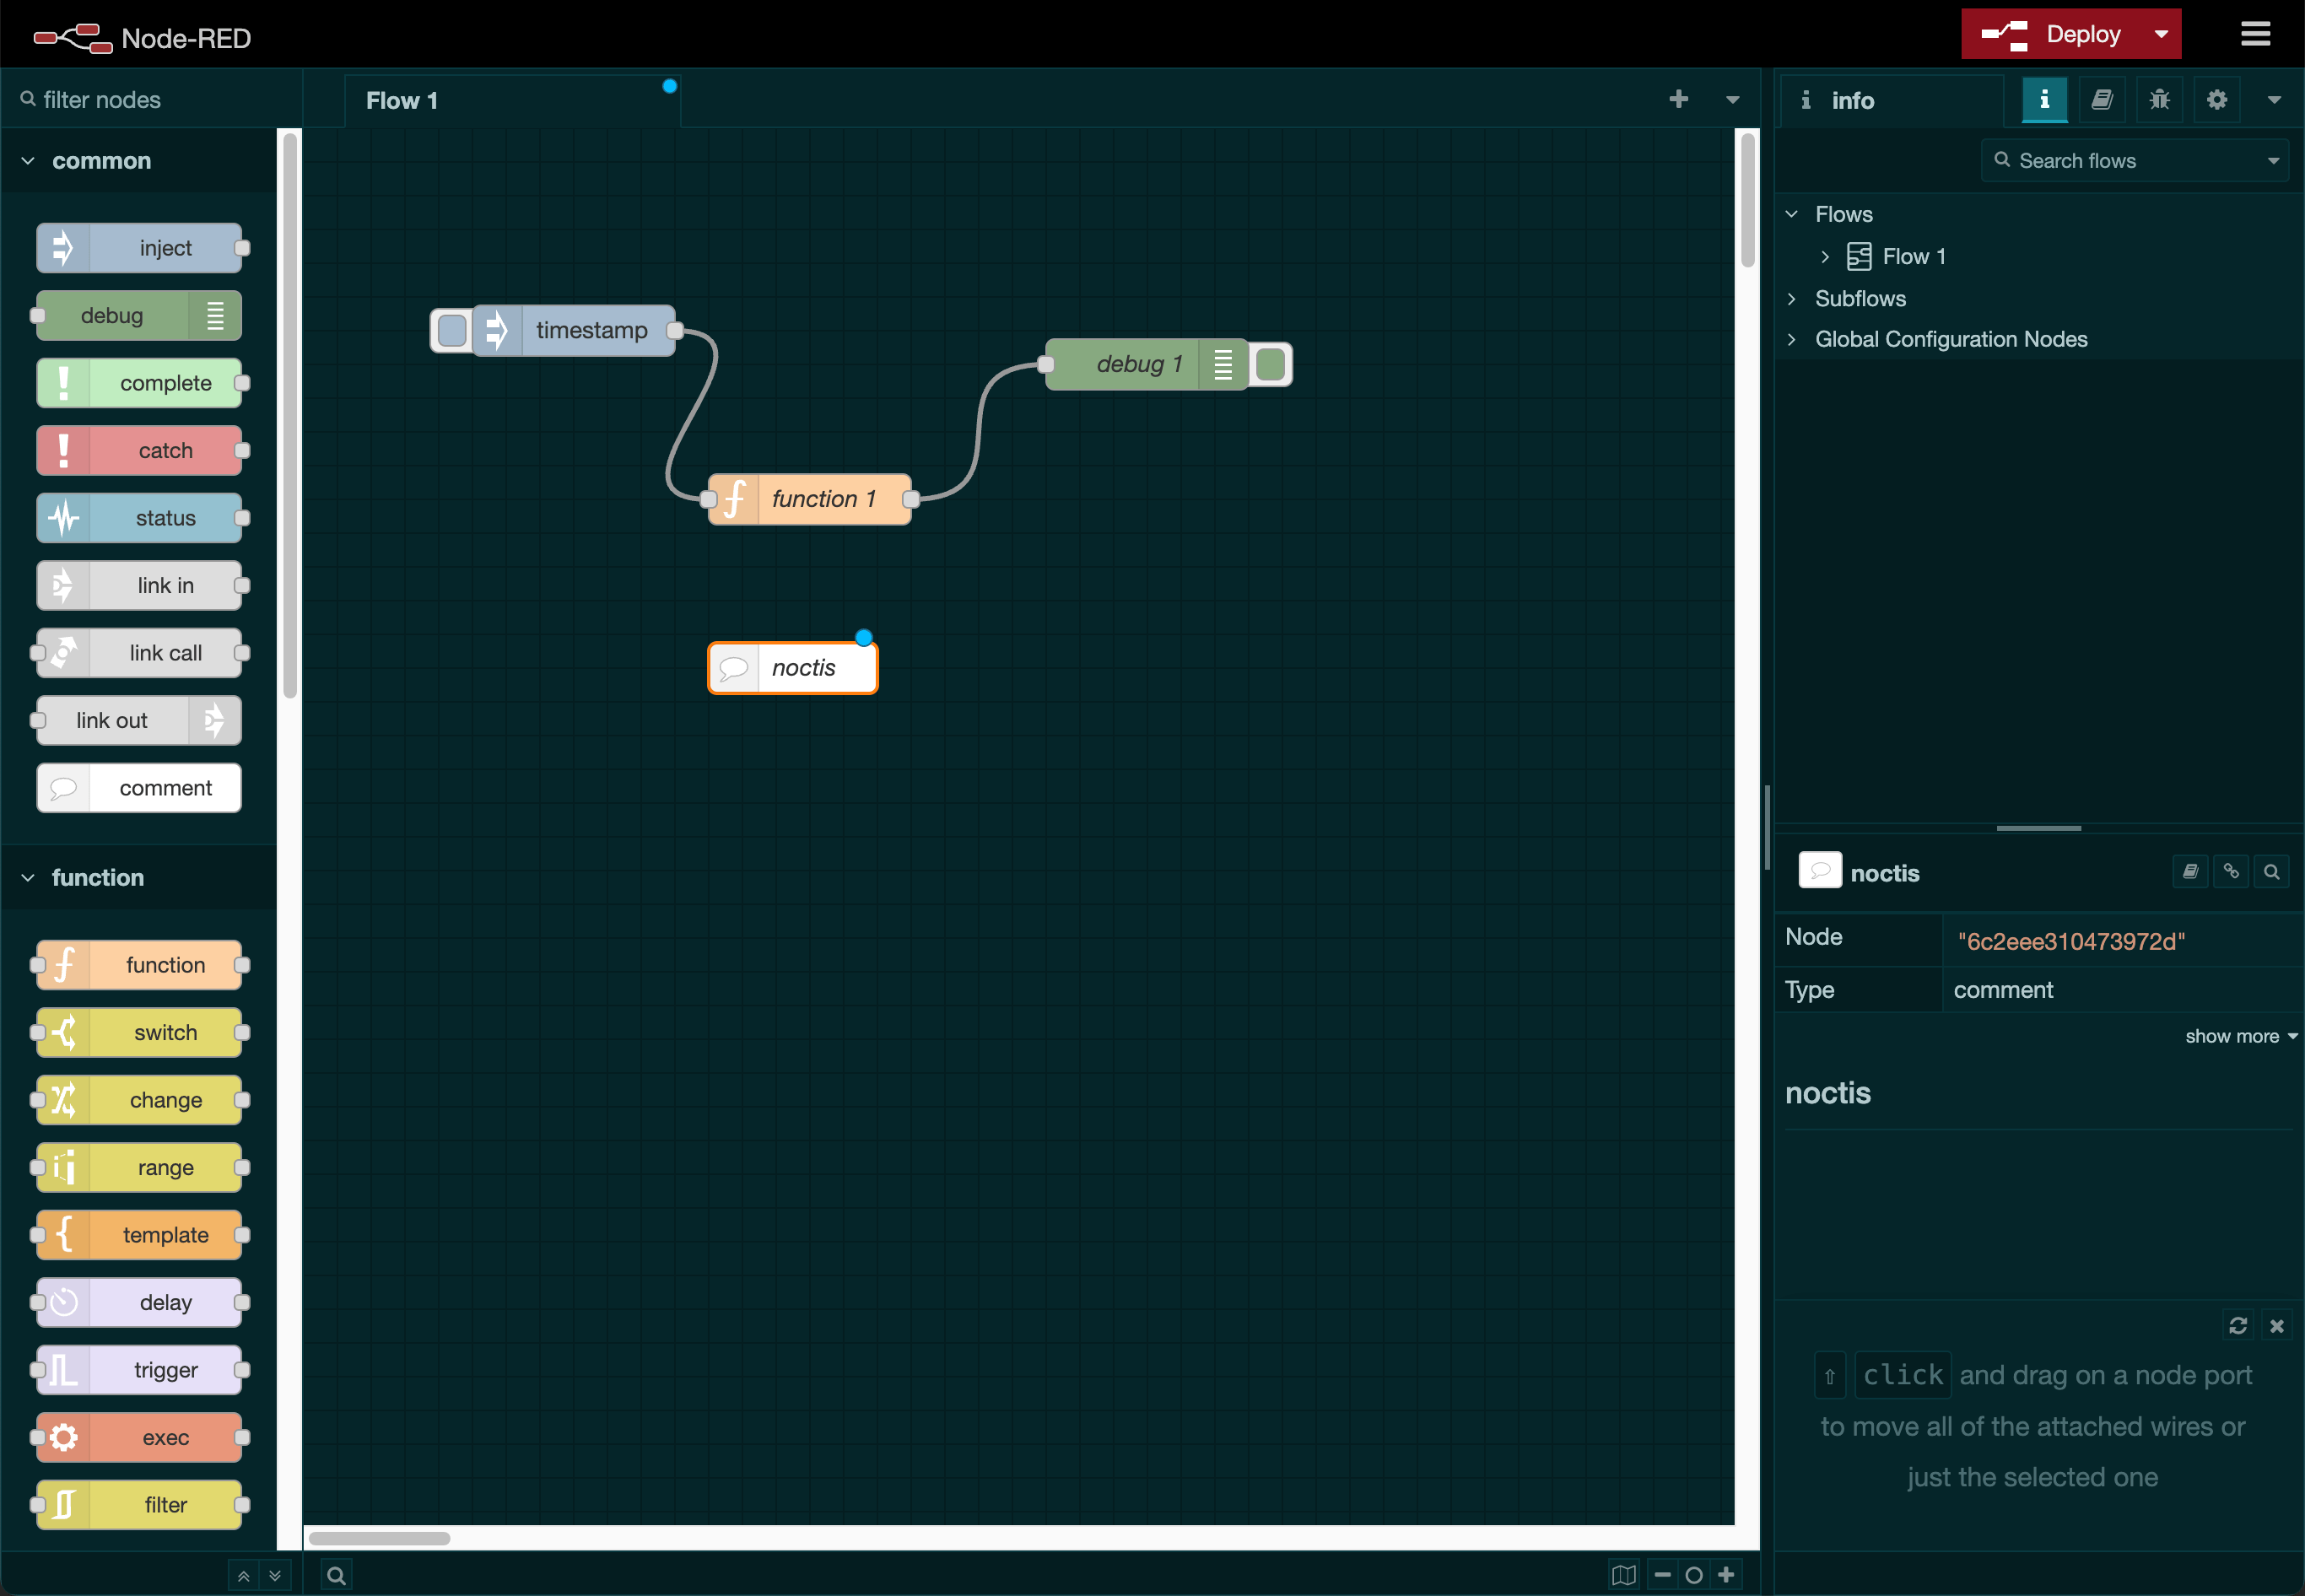 Node-RED
Deploy
filter nodes
Flow 1
info
common
Search flows
inject
debug
complete
catch
status
link in
link call
link out
comment
function
function
switch
change
range
template
delay
trigger
exec
filter
timestamp
debug 1
function 1
noctis
Flows
Flow 1
Subflows
Global Configuration Nodes
noctis
Node "6c2eee310473972d"
Type comment
show more
noctis
⇧ click and drag on a node port
to move all of the attached wires or
just the selected one